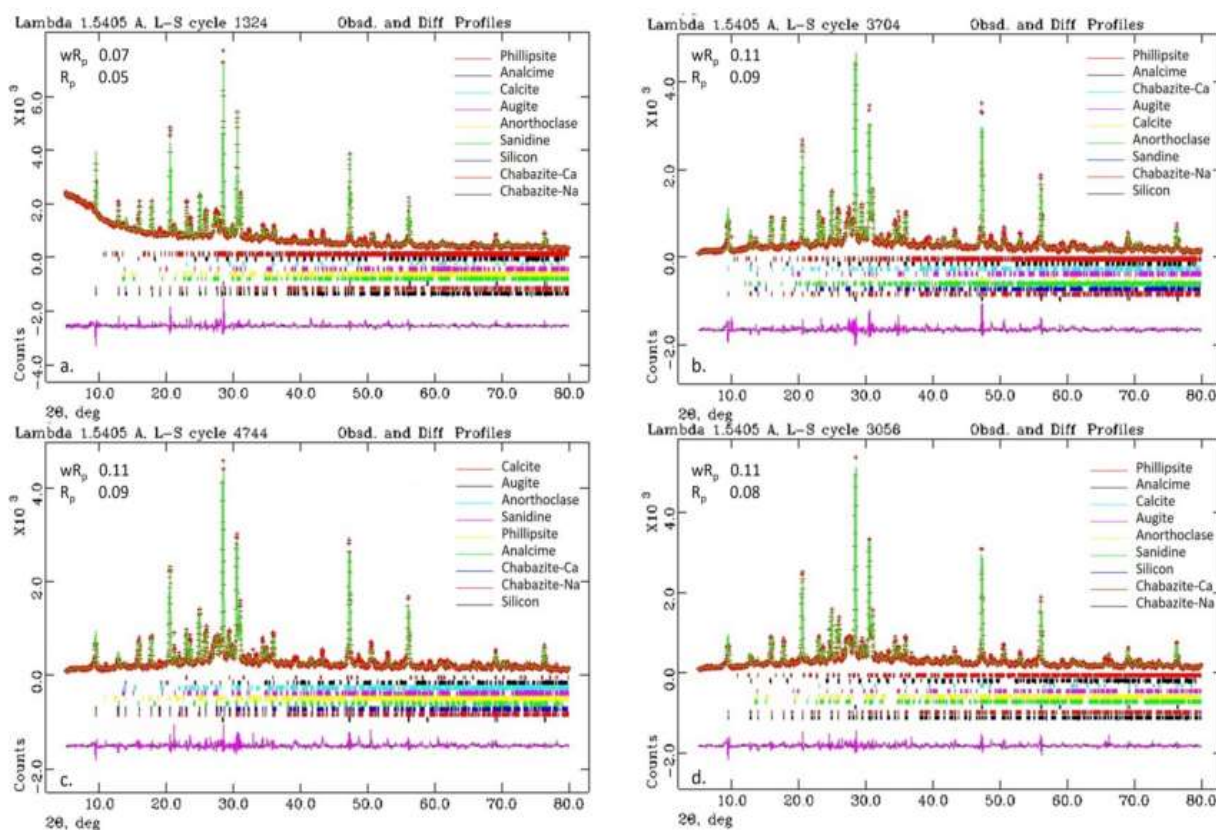 Lambda 1.5405 A, L-S cycle 1324 Obsd. and Diff Profiles
wRp 0.07
Rp 0.05
Phillipsite
Analcime
Calcite
Augite
Anorthoclase
Sanidine
Silicon
Chabazite-Ca
Chabazite-Na
X10 3
6.0
4.0
2.0
0.0
-2.0
-4.0
Counts
a.
10.0 20.0 30.0 40.0 50.0 60.0 70.0 80.0
2θ, deg
Lambda 1.5405 A, L-S cycle 3704 Obsd. and Diff Profiles
wRp 0.11
Rp 0.09
Phillipsite
Analcime
Chabazite-Ca
Augite
Calcite
Anorthoclase
Sandine
Chabazite-Na
Silicon
X10 3
4.0
2.0
0.0
-2.0
Counts
b.
10.0 20.0 30.0 40.0 50.0 60.0 70.0 80.0
2θ, deg
Lambda 1.5405 A, L-S cycle 4744 Obsd. and Diff Profiles
wRp 0.11
Rp 0.09
Calcite
Augite
Anorthoclase
Sanidine
Phillipsite
Analcime
Chabazite-Ca
Chabazite-Na
Silicon
X10 3
4.0
2.0
0.0
-2.0
Counts
c.
10.0 20.0 30.0 40.0 50.0 60.0 70.0 80.0
2θ, deg
Lambda 1.5405 A, L-S cycle 3056 Obsd. and Diff Profiles
wRp 0.11
Rp 0.08
Phillipsite
Analcime
Calcite
Augite
Anorthoclase
Sanidine
Silicon
Chabazite-Ca
Chabazite-Na
X10 3
4.0
2.0
0.0
-2.0
Counts
d.
10.0 20.0 30.0 40.0 50.0 60.0 70.0 80.0
2θ, deg